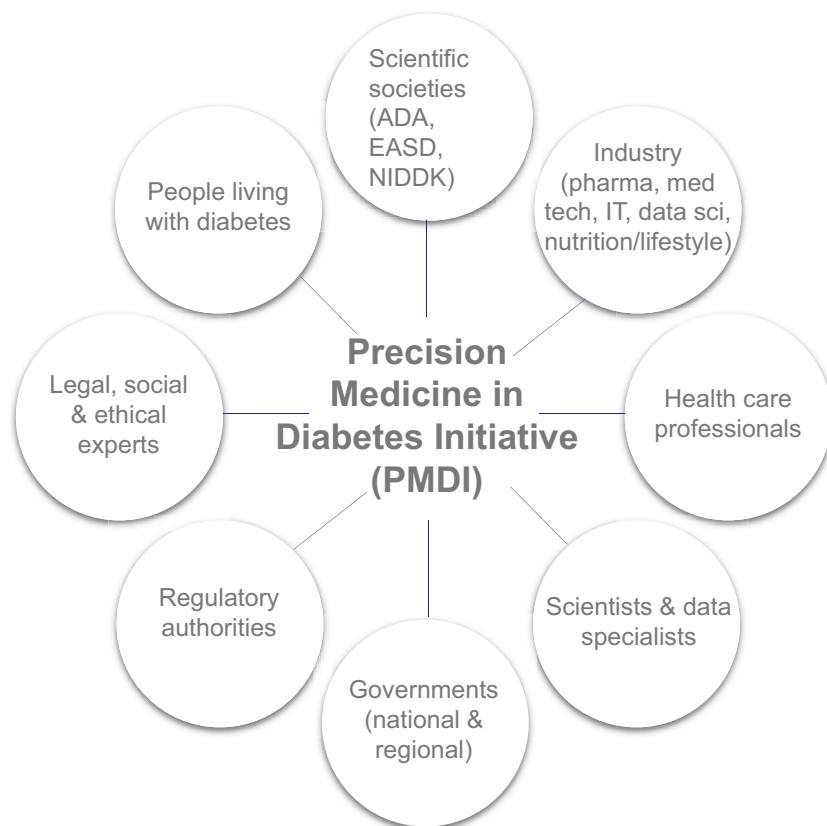 Scientific
societies
(ADA,
EASD,
NIDDK)
Industry
(pharma, med
tech, IT, data sci,
nutrition/lifestyle)
People living
with diabetes
Precision
Medicine in
Diabetes Initiative
(PMDI)
Legal, social
& ethical
experts
Health care
professionals
Regulatory
authorities
Scientists & data
specialists
Governments
(national &
regional)